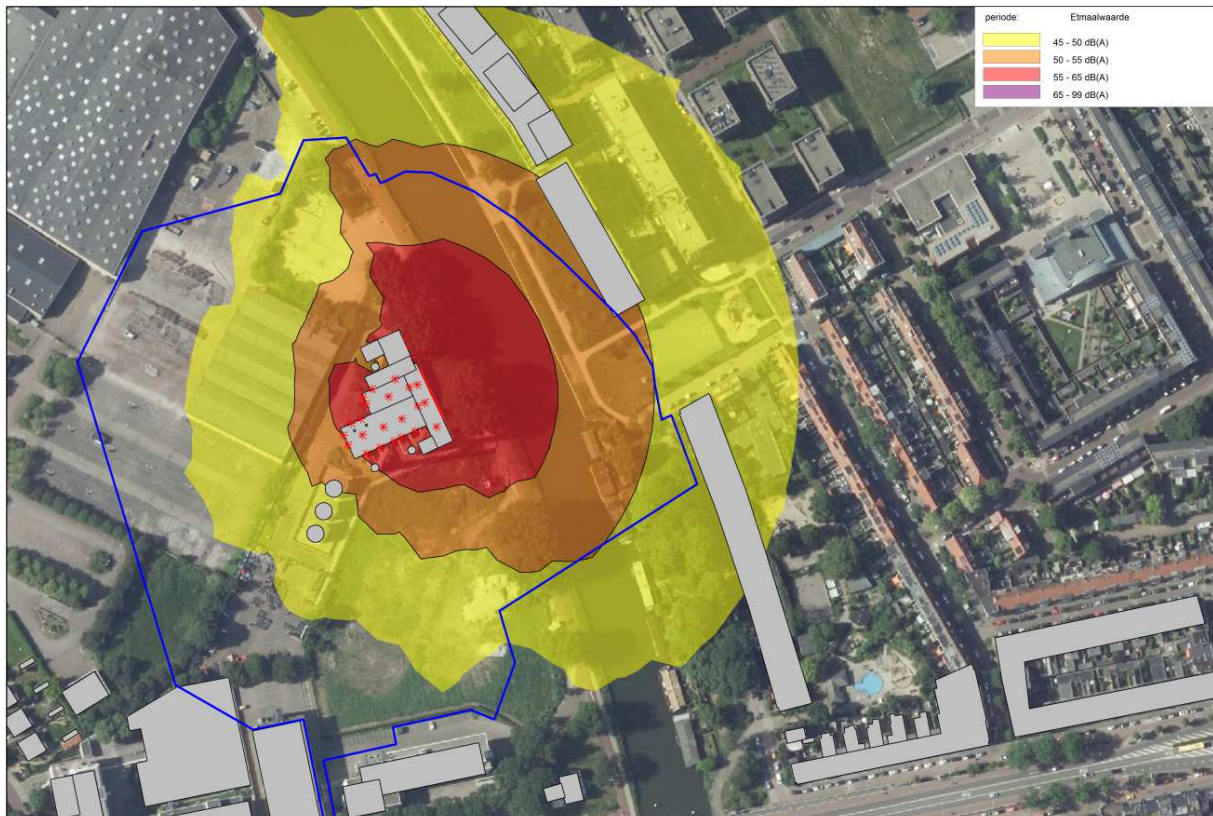 periode: Etmaalwaarde
45 - 50 dB(A)
50 - 55 dB(A)
55 - 65 dB(A)
65 - 99 dB(A)